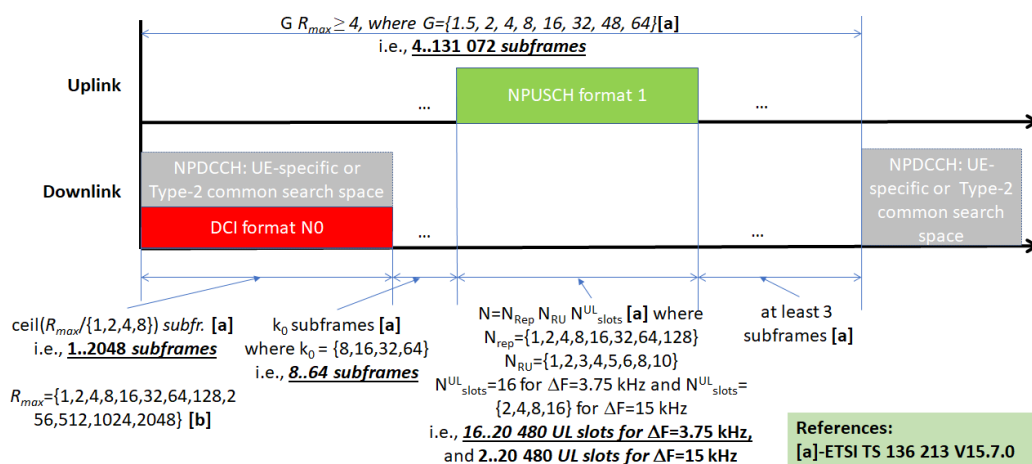 G Rmax ≥ 4, where G={1.5, 2, 4, 8, 16, 32, 48, 64}[a]
i.e., 4..131 072 subframes
Uplink
...
NPUSCH format 1
...
Downlink
NPDCCH: UE-specific or
Type-2 common search space
DCI format N0
...
...
NPDCCH: UE-
specific or Type-2
common search
space
ceil(Rmax/{1,2,4,8}) subfr. [a]
i.e., 1..2048 subframes
Rmax={1,2,4,8,16,32,64,128,2
56,512,1024,2048} [b]
k0 subframes [a]
where k0 = {8,16,32,64}
i.e., 8..64 subframes
N=NRep NRU NULslots [a] where
Nrep={1,2,4,8,16,32,64,128}
NRU={1,2,3,4,5,6,8,10}
NULslots=16 for ΔF=3.75 kHz and NULslots=
{2,4,8,16} for ΔF=15 kHz
i.e., 16..20 480 UL slots for ΔF=3.75 kHz,
and 2..20 480 UL slots for ΔF=15 kHz
at least 3
subframes [a]
References:
[a]-ETSI TS 136 213 V15.7.0